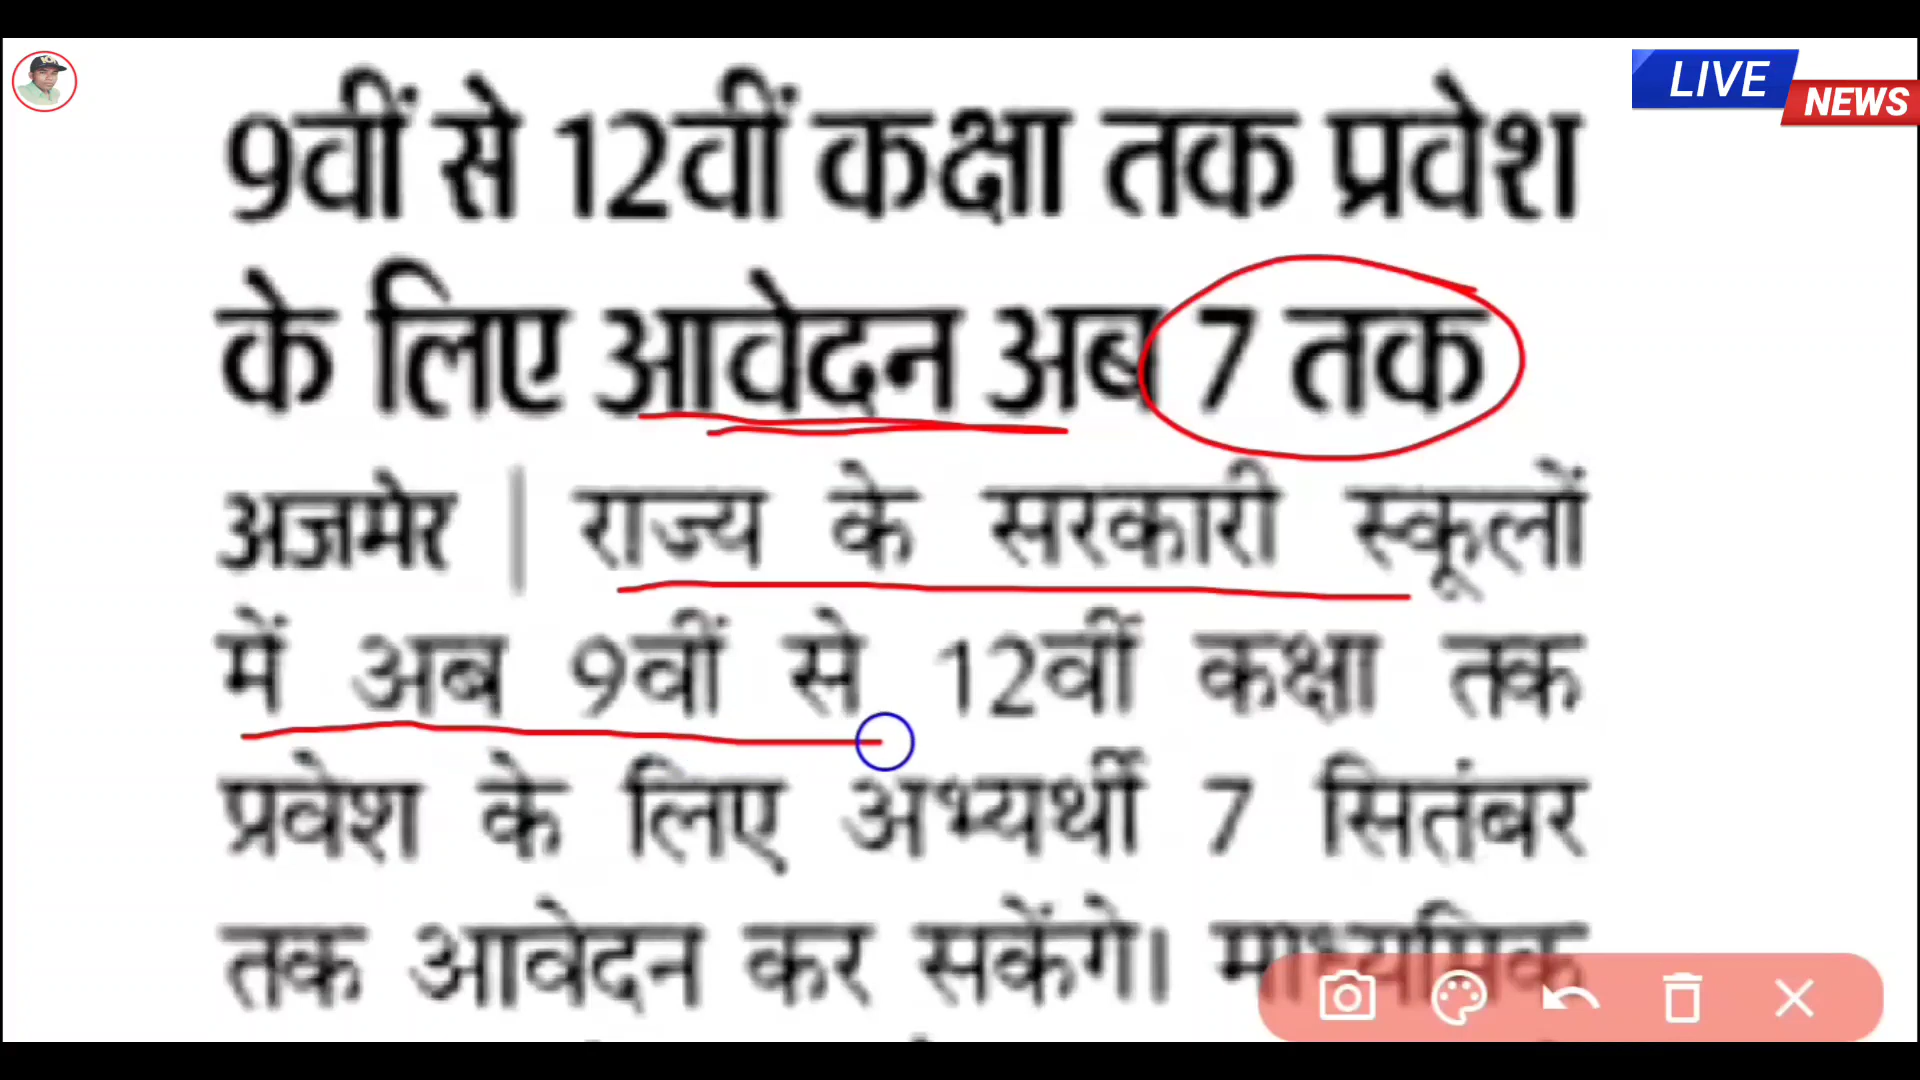 LIVE
NEWS
9वीं से 12वीं कक्षा तक प्रवेश
के लिए आवेदन अब 7 तक
अजमेर | राज्य के सरकारी स्कूलों
में अब 9वीं से 12वीं कक्षा तक
प्रवेश के लिए अभ्यर्थी 7 सितंबर
तक आवेदन कर सकेंगे। माध्यमिक